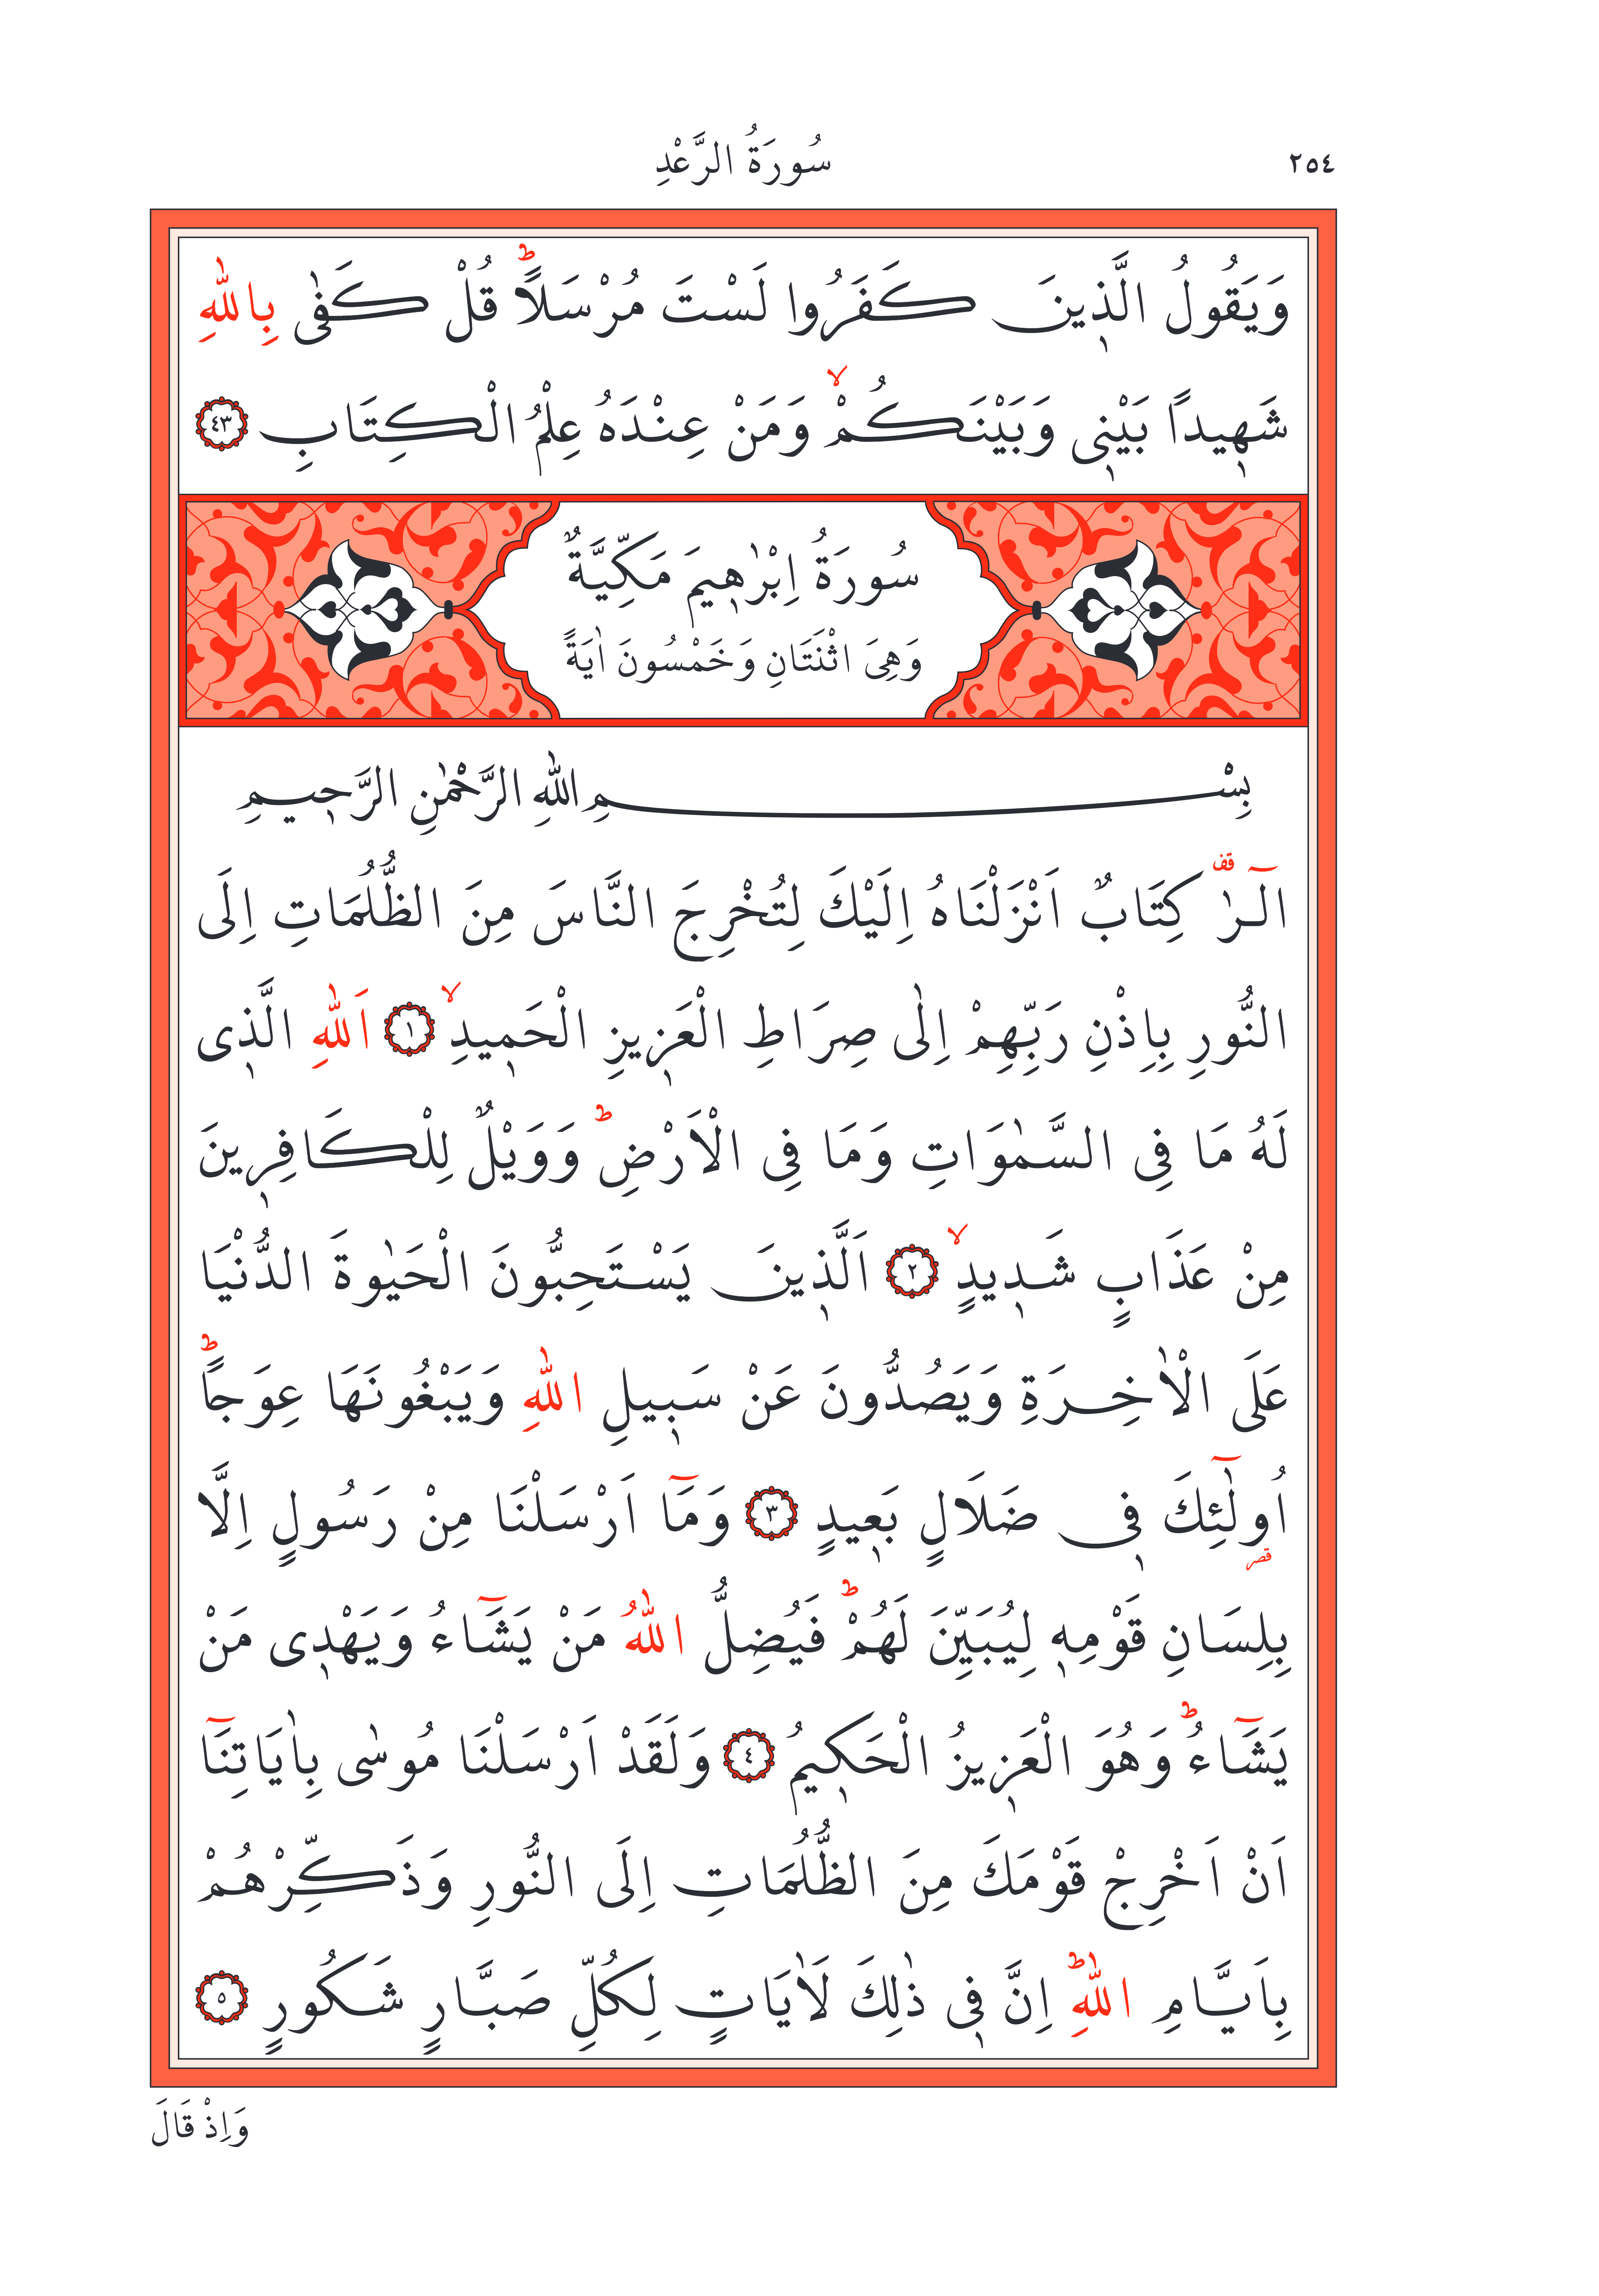 ٢٥٤
سُورَةُ الرَّعْدِ
وَيَقُولُ الَّذ۪ينَ كَفَرُوا لَسْتَ مُرْسَلًاۜ قُلْ كَفٰى بِاللّٰهِ
شَه۪يدًا بَيْن۪ي وَبَيْنَكُمْۙ وَمَنْ عِنْدَهُ عِلْمُ الْكِتَابِ ﴿٤٣﴾
سُورَةُ اِبْرٰه۪يمَ مَكِّيَّةٌ
وَهِيَ اثْنَتَانِ وَخَمْسُونَ اٰيَةً
بِسْمِ اللّٰهِ الرَّحْمٰنِ الرَّح۪يمِ
الٓرٰ۠ قف كِتَابٌ اَنْزَلْنَاهُ اِلَيْكَ لِتُخْرِجَ النَّاسَ مِنَ الظُّلُمَاتِ اِلَى
النُّورِ بِاِذْنِ رَبِّهِمْ اِلٰى صِرَاطِ الْعَز۪يزِ الْحَم۪يدِۙ ﴿١﴾ اَللّٰهِ الَّذ۪ي
لَهُ مَا فِي السَّمٰوَاتِ وَمَا فِي الْاَرْضِۜ وَوَيْلٌ لِلْكَافِر۪ينَ
مِنْ عَذَابٍ شَد۪يدٍۙ ﴿٢﴾ اَلَّذ۪ينَ يَسْتَحِبُّونَ الْحَيٰوةَ الدُّنْيَا
عَلَى الْاٰخِرَةِ وَيَصُدُّونَ عَنْ سَب۪يلِ اللّٰهِ وَيَبْغُونَهَا عِوَجًاۜ
اُو۬لٰٓئِكَ ف۪ي ضَلَالٍ بَع۪يدٍ ﴿٣﴾ وَمَٓا اَرْسَلْنَا مِنْ رَسُولٍ اِلَّا
قصر
بِلِسَانِ قَوْمِه۪ لِيُبَيِّنَ لَهُمْۜ فَيُضِلُّ اللّٰهُ مَنْ يَشَٓاءُ وَيَهْد۪ي مَنْ
يَشَٓاءُۜ وَهُوَ الْعَز۪يزُ الْحَك۪يمُ ﴿٤﴾ وَلَقَدْ اَرْسَلْنَا مُوسٰى بِاٰيَاتِنَٓا
اَنْ اَخْرِجْ قَوْمَكَ مِنَ الظُّلُمَاتِ اِلَى النُّورِ وَذَكِّرْهُمْ
بِاَيَّامِ اللّٰهِۜ اِنَّ ف۪ي ذٰلِكَ لَاٰيَاتٍ لِكُلِّ صَبَّارٍ شَكُورٍ ﴿٥﴾
وَاِذْ قَالَ